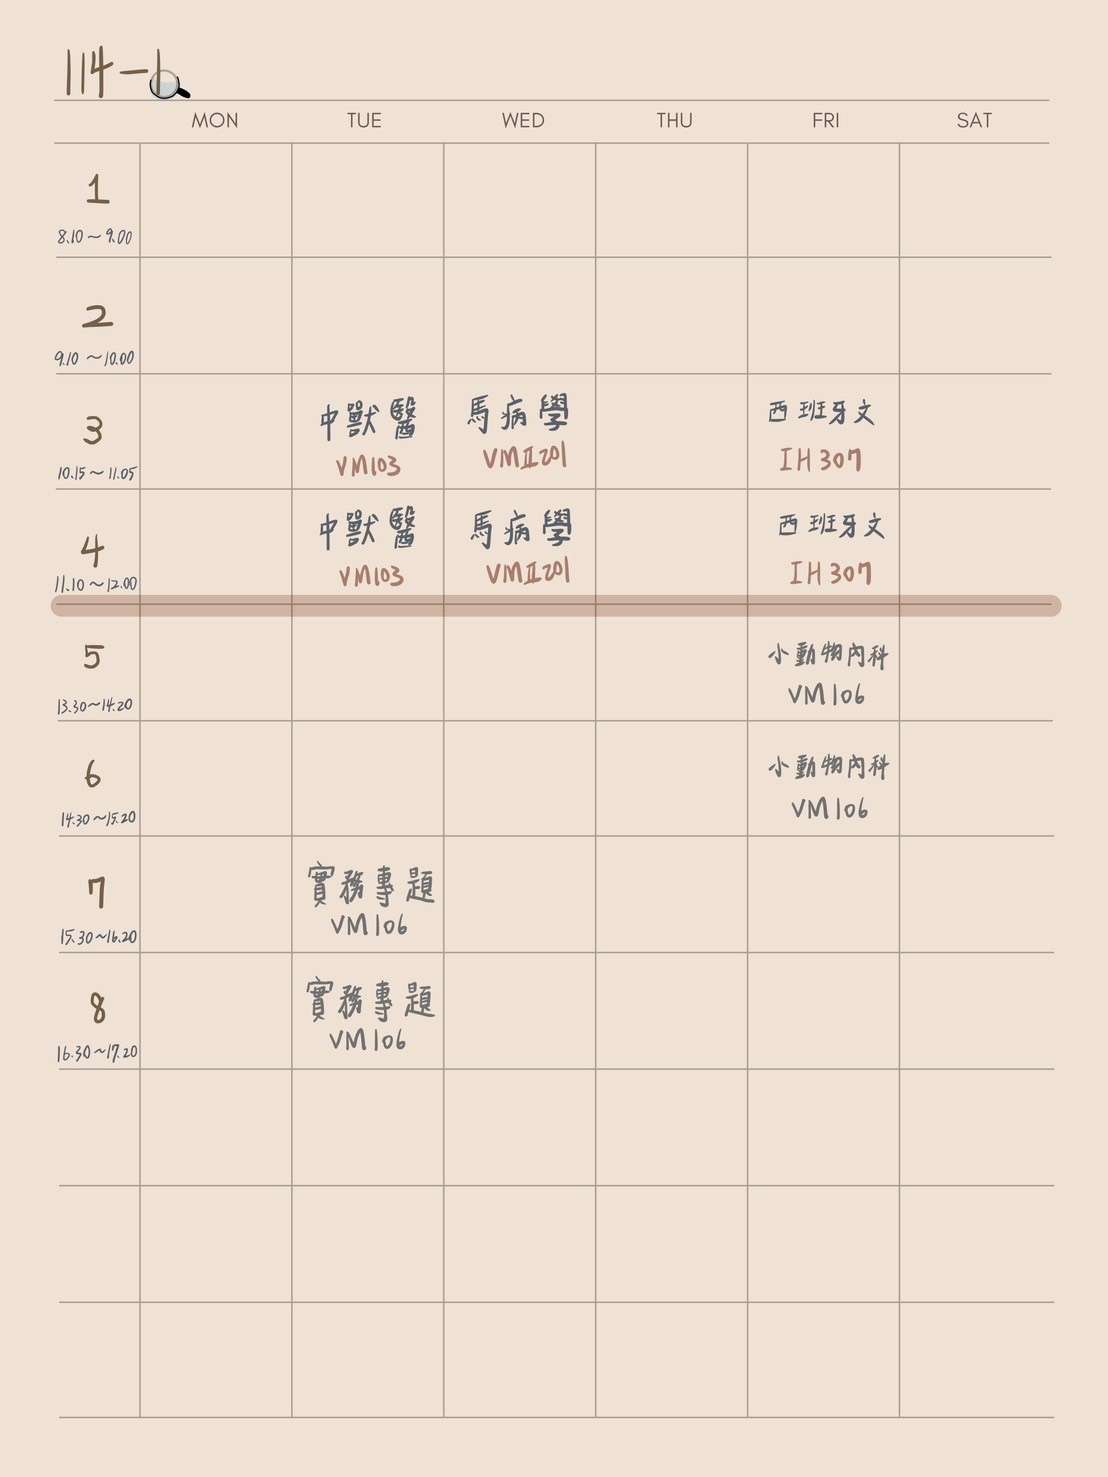 114-1
MON TUE WED THU FRI SAT
1
8.10~9.00
2
9.10~10.00
3
10.15~11.05
中獸醫
VM103
馬病學
VMII201
西班牙文
IH307
4
11.10~12.00
中獸醫
VM103
馬病學
VMII201
西班牙文
IH307
5
13.30~14.20
小動物內科
VM106
6
14.30~15.20
小動物內科
VM106
7
15.30~16.20
實務專題
VM106
8
16.30~17.20
實務專題
VM106